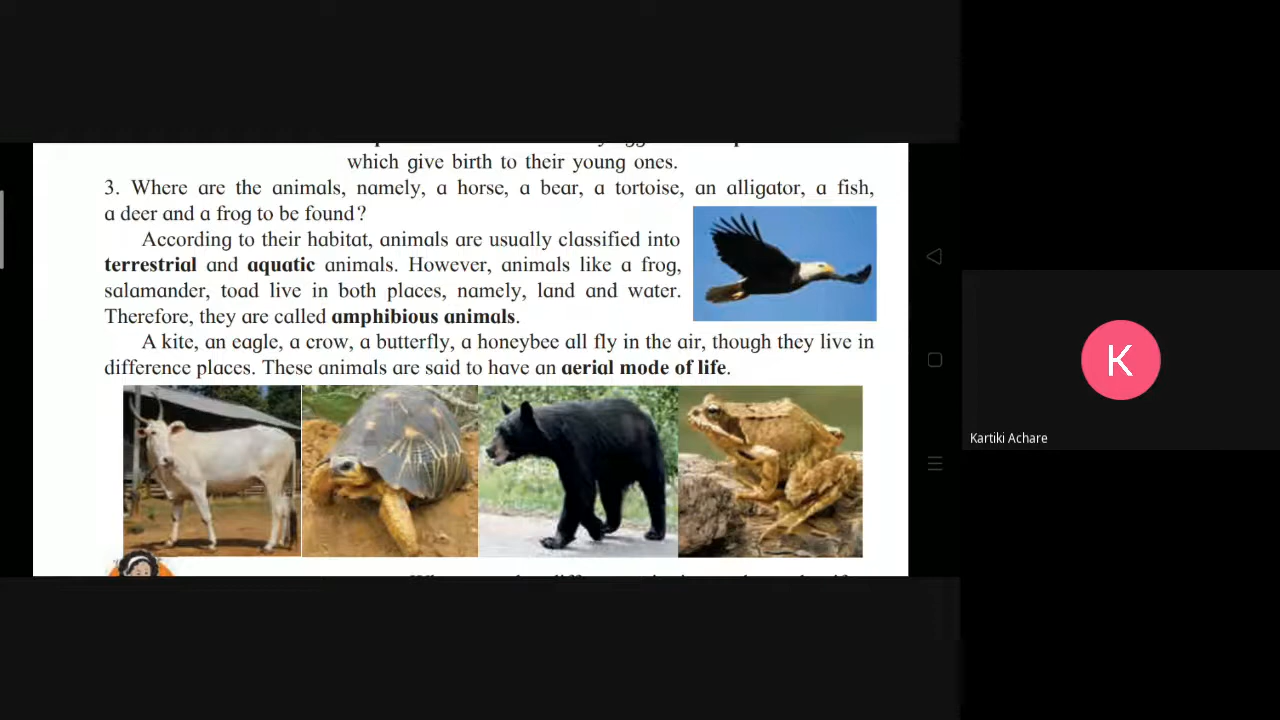 which give birth to their young ones.
3. Where are the animals, namely, a horse, a bear, a tortoise, an alligator, a fish,
a deer and a frog to be found?
According to their habitat, animals are usually classified into
terrestrial and aquatic animals. However, animals like a frog,
salamander, toad live in both places, namely, land and water.
Therefore, they are called amphibious animals.
A kite, an eagle, a crow, a butterfly, a honeybee all fly in the air, though they live in
difference places. These animals are said to have an aerial mode of life.
K
Kartiki Achare